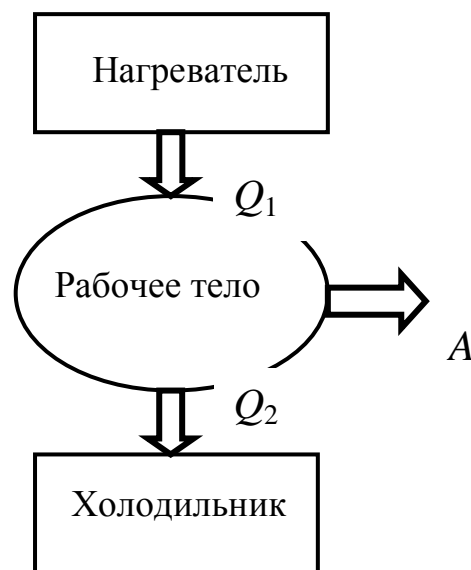 Нагреватель
Q₁
Рабочее тело
A
Q₂
Холодильник